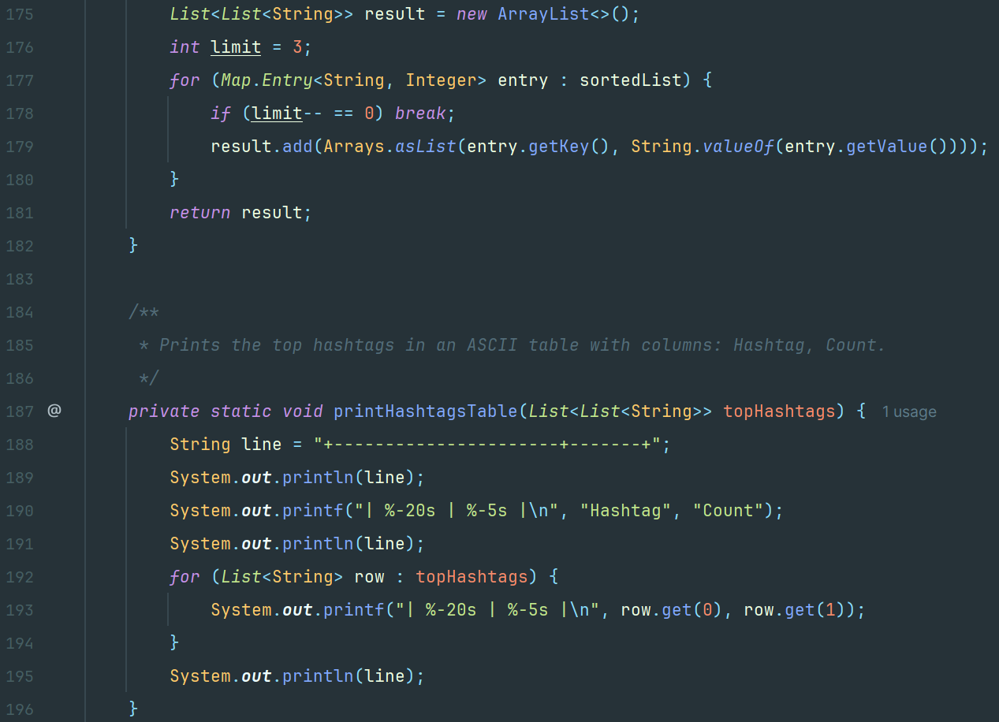 175 List<List<String>> result = new ArrayList<>();
176 int limit = 3;
177 for (Map.Entry<String, Integer> entry : sortedList) {
178 if (limit-- == 0) break;
179 result.add(Arrays.asList(entry.getKey(), String.valueOf(entry.getValue())));
180 }
181 return result;
182 }
183
184 /**
185 * Prints the top hashtags in an ASCII table with columns: Hashtag, Count.
186 */
187 @ private static void printHashtagsTable(List<List<String>> topHashtags) { 1 usage
188 String line = "+----------------------+-------+";
189 System.out.println(line);
190 System.out.printf("| %-20s | %-5s |\n", "Hashtag", "Count");
191 System.out.println(line);
192 for (List<String> row : topHashtags) {
193 System.out.printf("| %-20s | %-5s |\n", row.get(0), row.get(1));
194 }
195 System.out.println(line);
196 }